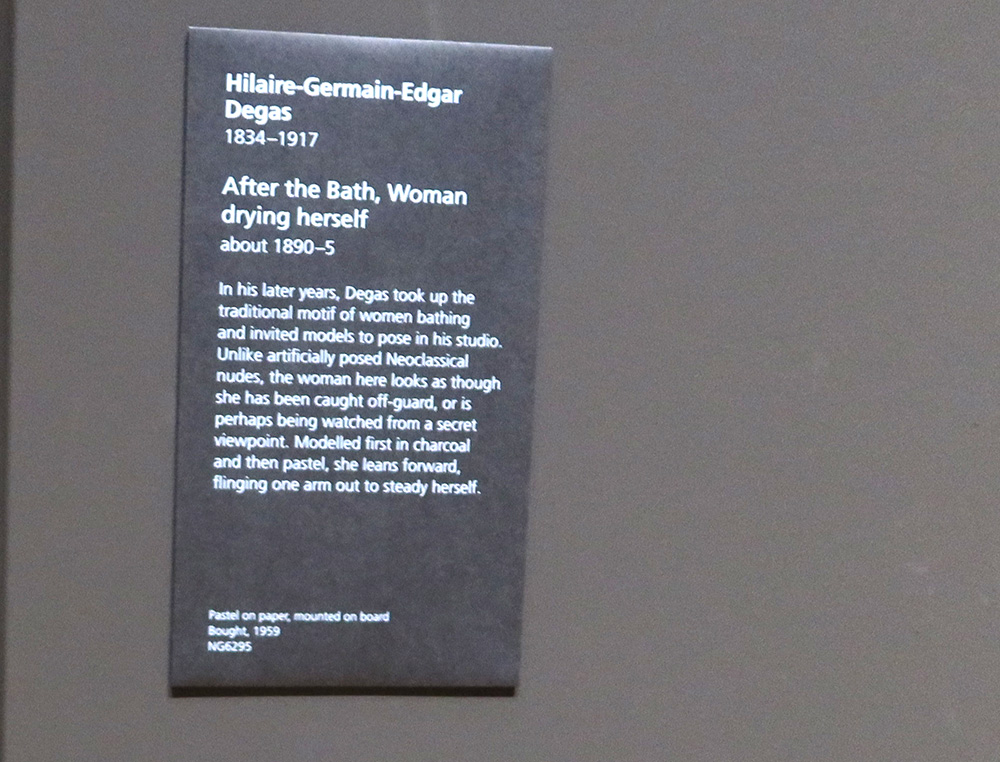 Hilaire-Germain-Edgar
Degas
1834–1917
After the Bath, Woman
drying herself
about 1890–5
In his later years, Degas took up the
traditional motif of women bathing
and invited models to pose in his studio.
Unlike artificially posed Neoclassical
nudes, the woman here looks as though
she has been caught off-guard, or is
perhaps being watched from a secret
viewpoint. Modelled first in charcoal
and then pastel, she leans forward,
flinging one arm out to steady herself.
Pastel on paper, mounted on board
Bought, 1959
NG6295